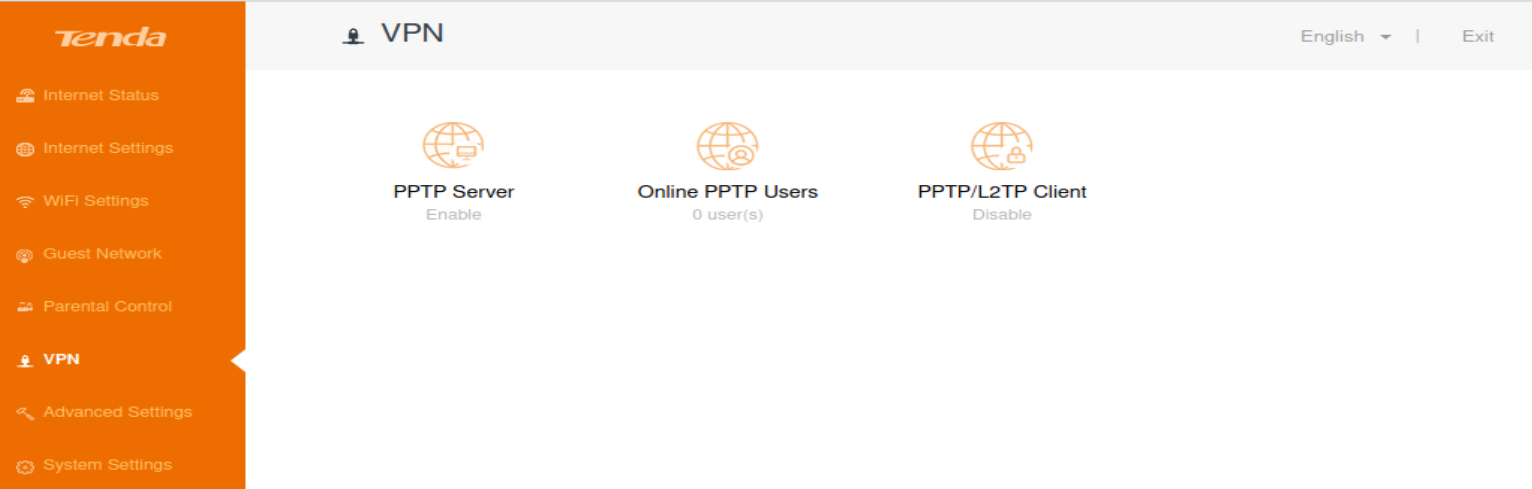 Tenda
VPN
English |
Exit
Internet Status
Internet Settings
WiFi Settings
Guest Network
Parental Control
VPN
Advanced Settings
System Settings
PPTP Server
Enable
Online PPTP Users
0 user(s)
PPTP/L2TP Client
Disable